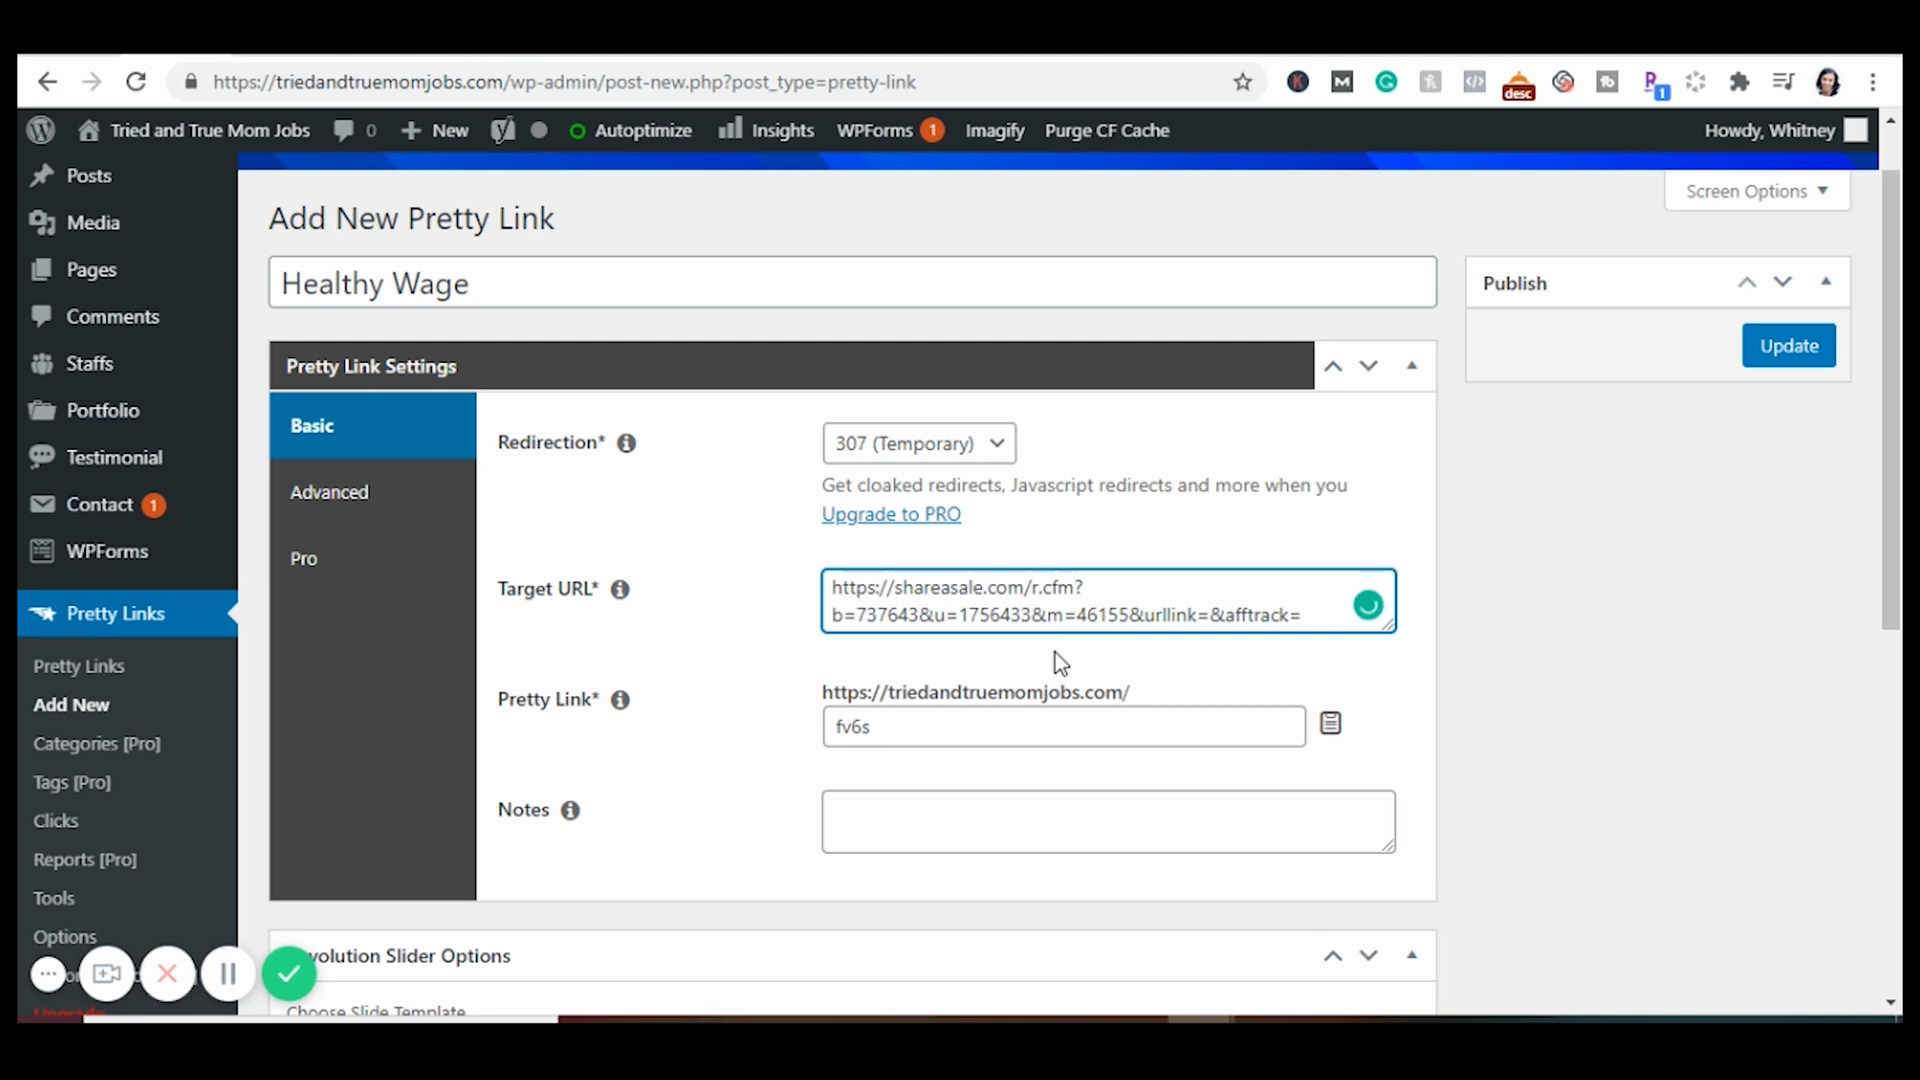 https://triedandtruemomjobs.com/wp-admin/post-new.php?post_type=pretty-link
desc
1
Tried and True Mom Jobs
0
New
Autoptimize
Insights
WPForms
1
Imagify
Purge CF Cache
Howdy, Whitney
Posts
Media
Pages
Comments
Staffs
Portfolio
Testimonial
Contact
1
WPForms
Pretty Links
Pretty Links
Add New
Categories [Pro]
Tags [Pro]
Clicks
Reports [Pro]
Tools
Options
Screen Options
Add New Pretty Link
Healthy Wage
Pretty Link Settings
Basic
Advanced
Pro
Redirection*
307 (Temporary)
Get cloaked redirects, Javascript redirects and more when you
Upgrade to PRO
Target URL*
https://shareasale.com/r.cfm?
b=737643&u=1756433&m=46155&urllink=&afftrack=
Pretty Link*
https://triedandtruemomjobs.com/
fv6s
Notes
Publish
Update
volution Slider Options
Choose Slide Template